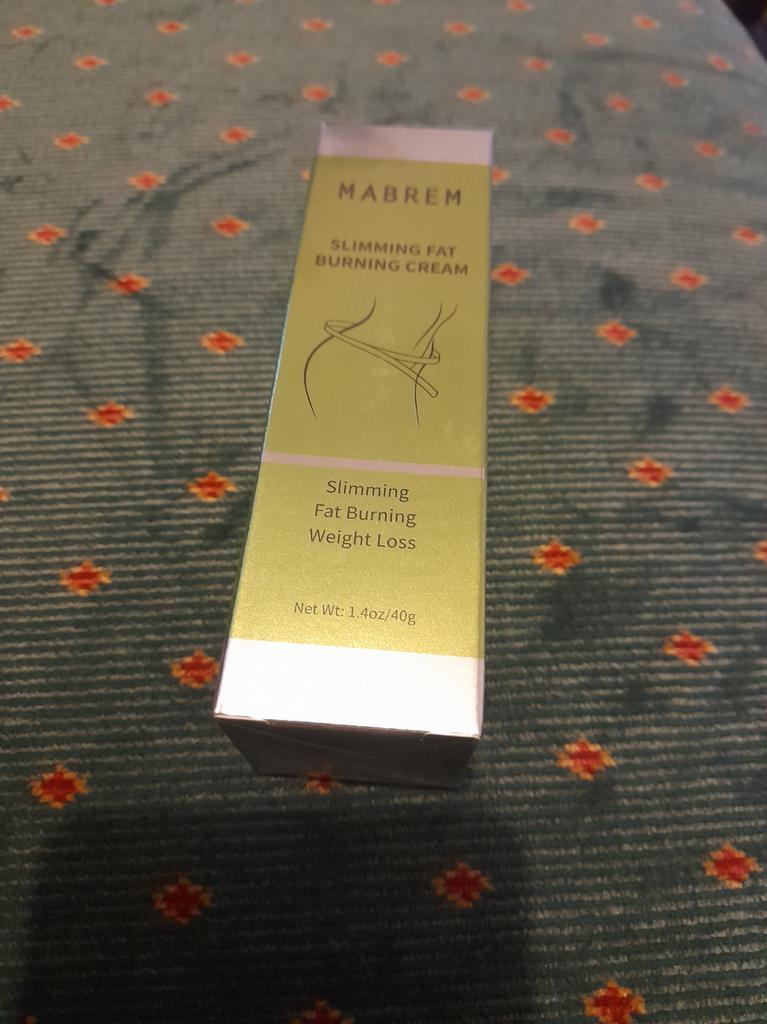 MABREM
SLIMMING FAT
BURNING CREAM
Slimming
Fat Burning
Weight Loss
Net Wt: 1.4oz/40g